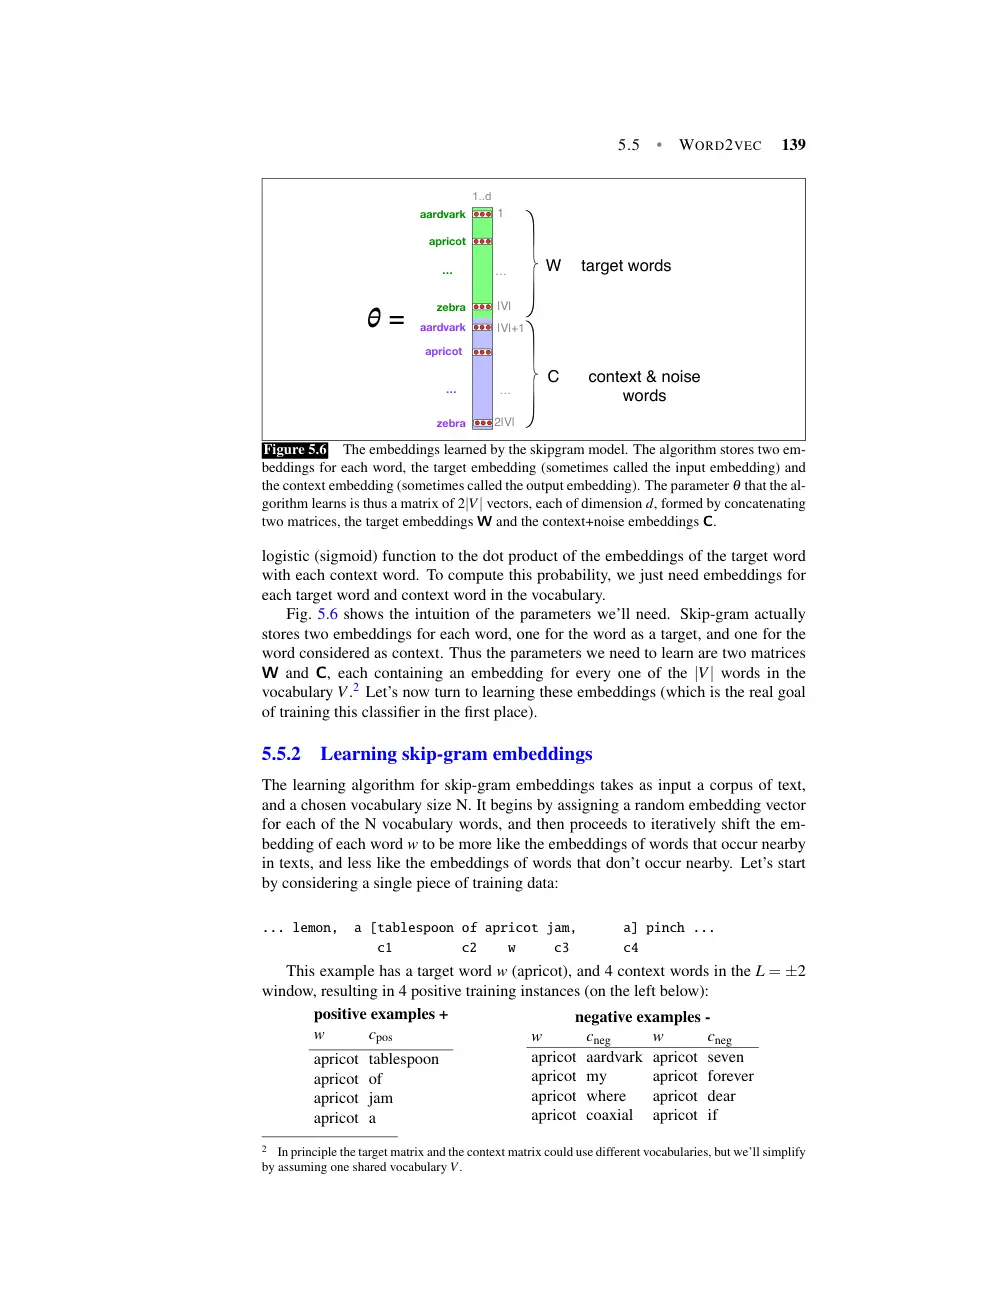 5.5 • WORD2VEC 139
1..d
aardvark 1
apricot
... ...
zebra |V|
W target words
θ =
aardvark |V|+1
apricot
... ...
zebra 2|V|
C context & noise
words
Figure 5.6 The embeddings learned by the skipgram model. The algorithm stores two em-
beddings for each word, the target embedding (sometimes called the input embedding) and
the context embedding (sometimes called the output embedding). The parameter θ that the al-
gorithm learns is thus a matrix of 2|V| vectors, each of dimension d, formed by concatenating
two matrices, the target embeddings W and the context+noise embeddings C.
logistic (sigmoid) function to the dot product of the embeddings of the target word
with each context word. To compute this probability, we just need embeddings for
each target word and context word in the vocabulary.
Fig. 5.6 shows the intuition of the parameters we'll need. Skip-gram actually
stores two embeddings for each word, one for the word as a target, and one for the
word considered as context. Thus the parameters we need to learn are two matrices
W and C, each containing an embedding for every one of the |V| words in the
vocabulary V.2 Let's now turn to learning these embeddings (which is the real goal
of training this classifier in the first place).
5.5.2 Learning skip-gram embeddings
The learning algorithm for skip-gram embeddings takes as input a corpus of text,
and a chosen vocabulary size N. It begins by assigning a random embedding vector
for each of the N vocabulary words, and then proceeds to iteratively shift the em-
bedding of each word w to be more like the embeddings of words that occur nearby
in texts, and less like the embeddings of words that don't occur nearby. Let's start
by considering a single piece of training data:
... lemon, a [tablespoon of apricot jam, a] pinch ...
c1 c2 w c3 c4
This example has a target word w (apricot), and 4 context words in the L = ±2
window, resulting in 4 positive training instances (on the left below):
positive examples +
w cpos
apricot tablespoon
apricot of
apricot jam
apricot a
negative examples -
w cneg w cneg
apricot aardvark apricot seven
apricot my apricot forever
apricot where apricot dear
apricot coaxial apricot if
2 In principle the target matrix and the context matrix could use different vocabularies, but we'll simplify
by assuming one shared vocabulary V.